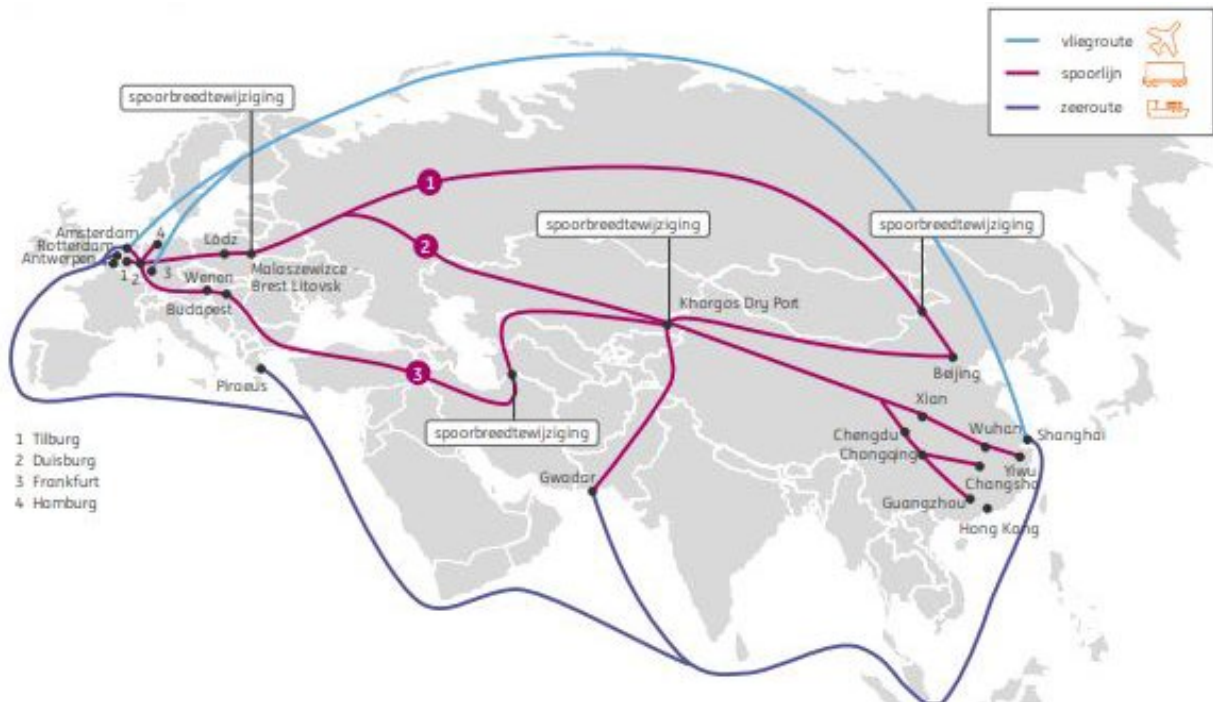 vliegroute
spoorlijn
zeeroute
spoorbreedtewijziging
1
2
3
spoorbreedtewijziging
spoorbreedtewijziging
spoorbreedtewijziging
Amsterdam
Rotterdam
Antwerpen
4
1
2
3
Lódz
Malaszewizce -
Brest Litovsk
Wenen
Budapest
Piraeus
Khorgos Dry Port
Beijing
Xian
Wuhan
Shanghai
Chengdu
Chongqing
Yiwu
Changsha
Gwadar
Guangzhou
Hong Kong
1 Tilburg
2 Duisburg
3 Frankfurt
4 Hamburg